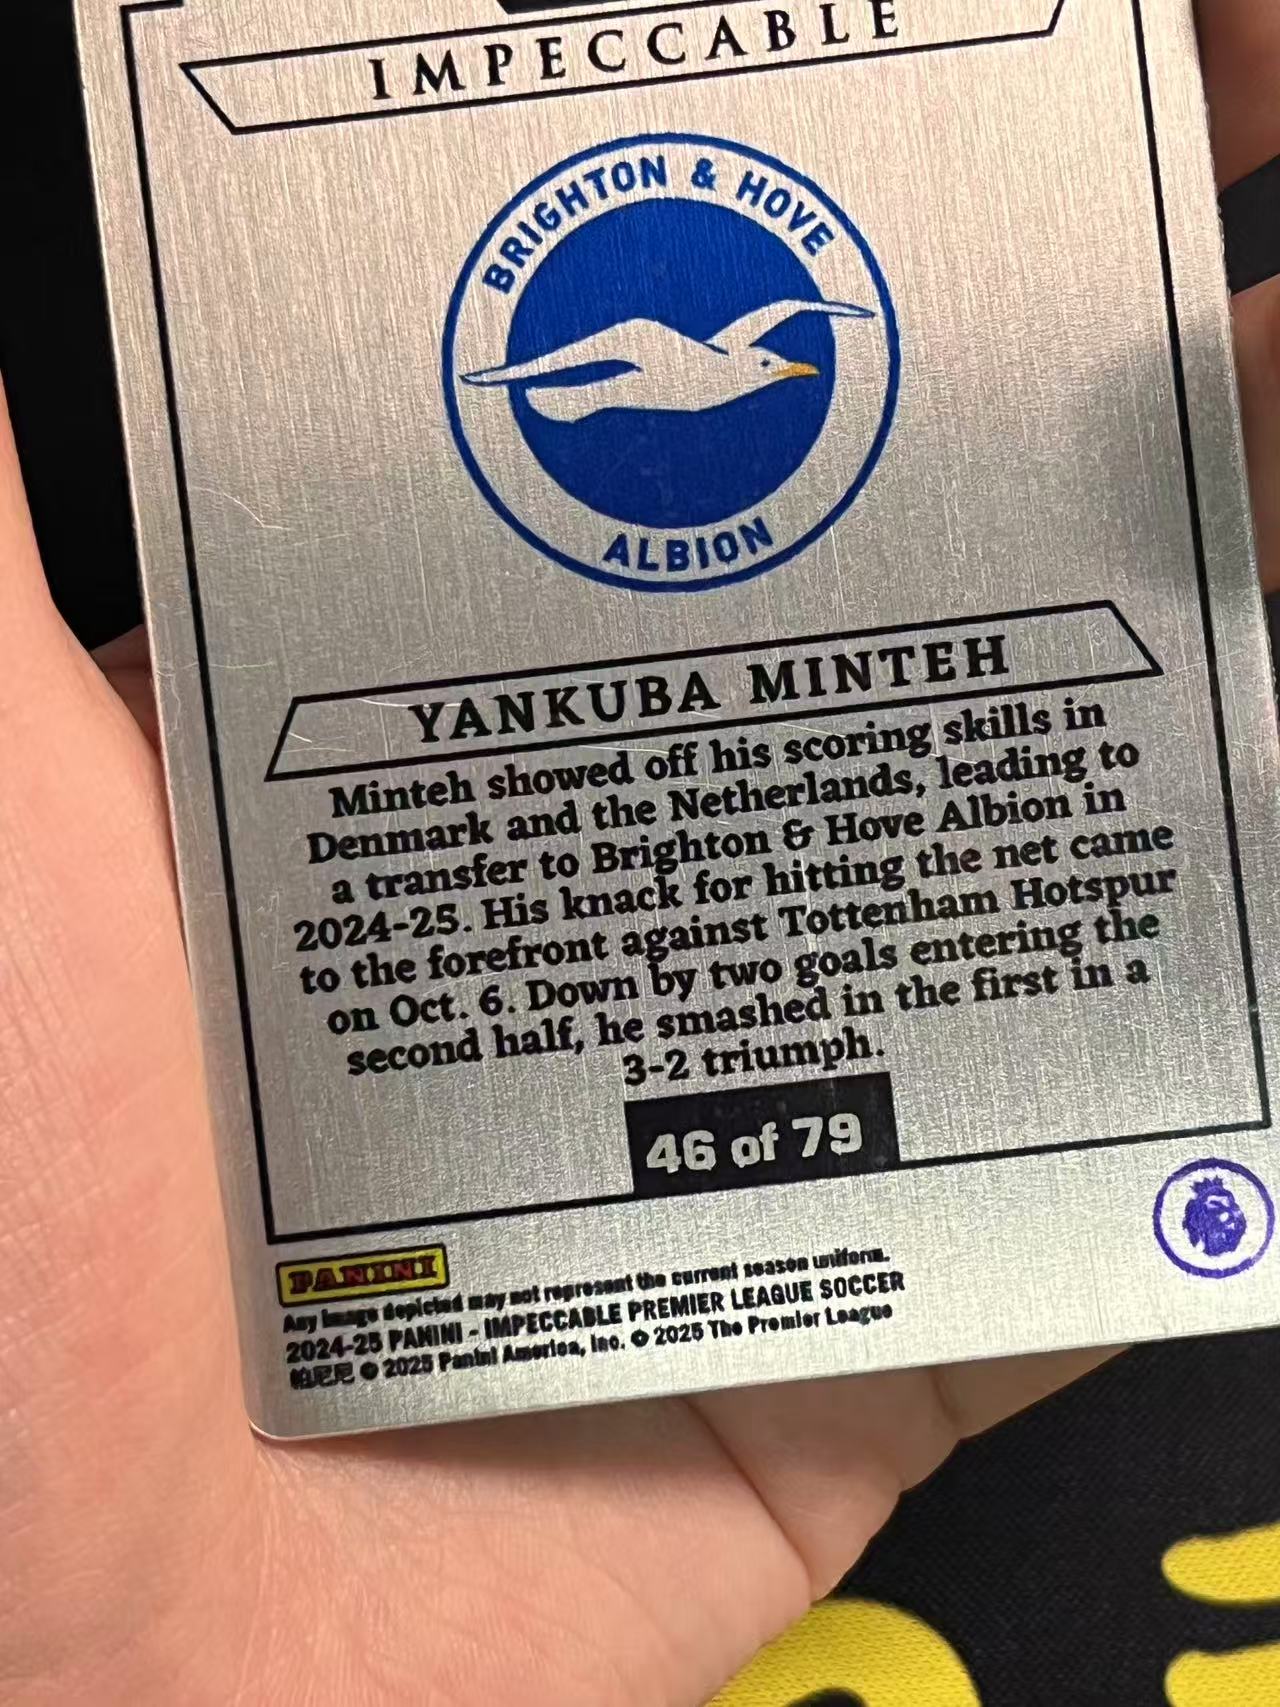 IMPECCABLE
BRIGHTON & HOVE
ALBION
YANKUBA MINTEH
Minteh showed off his scoring skills in
Denmark and the Netherlands, leading to
a transfer to Brighton & Hove Albion in
2024-25. His knack for hitting the net came
to the forefront against Tottenham Hotspur
on Oct. 6. Down by two goals entering the
second half, he smashed in the first in a
3-2 triumph.
46 of 79
PANINI
Any image depicted may not represent the current season uniform.
2024-25 PANINI - IMPECCABLE PREMIER LEAGUE SOCCER
帕尼尼 © 2025 Panini America, Inc. © 2025 The Premier League